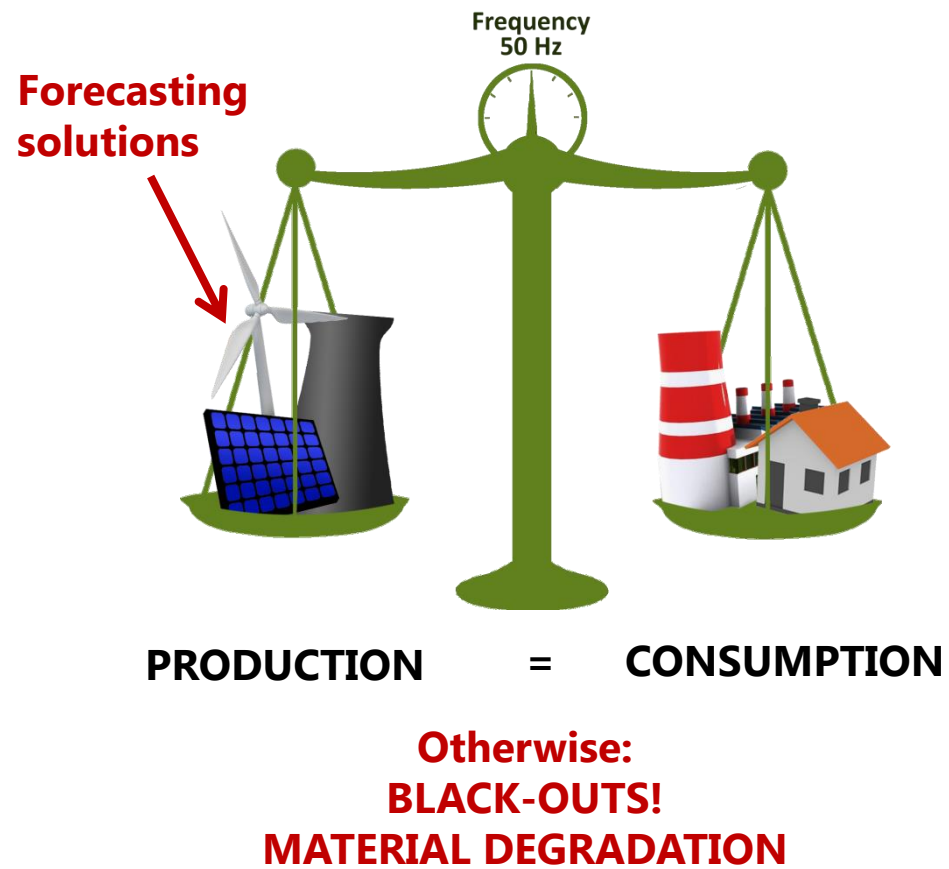 Frequency
50 Hz
Forecasting
solutions
PRODUCTION = CONSUMPTION
Otherwise:
BLACK-OUTS!
MATERIAL DEGRADATION